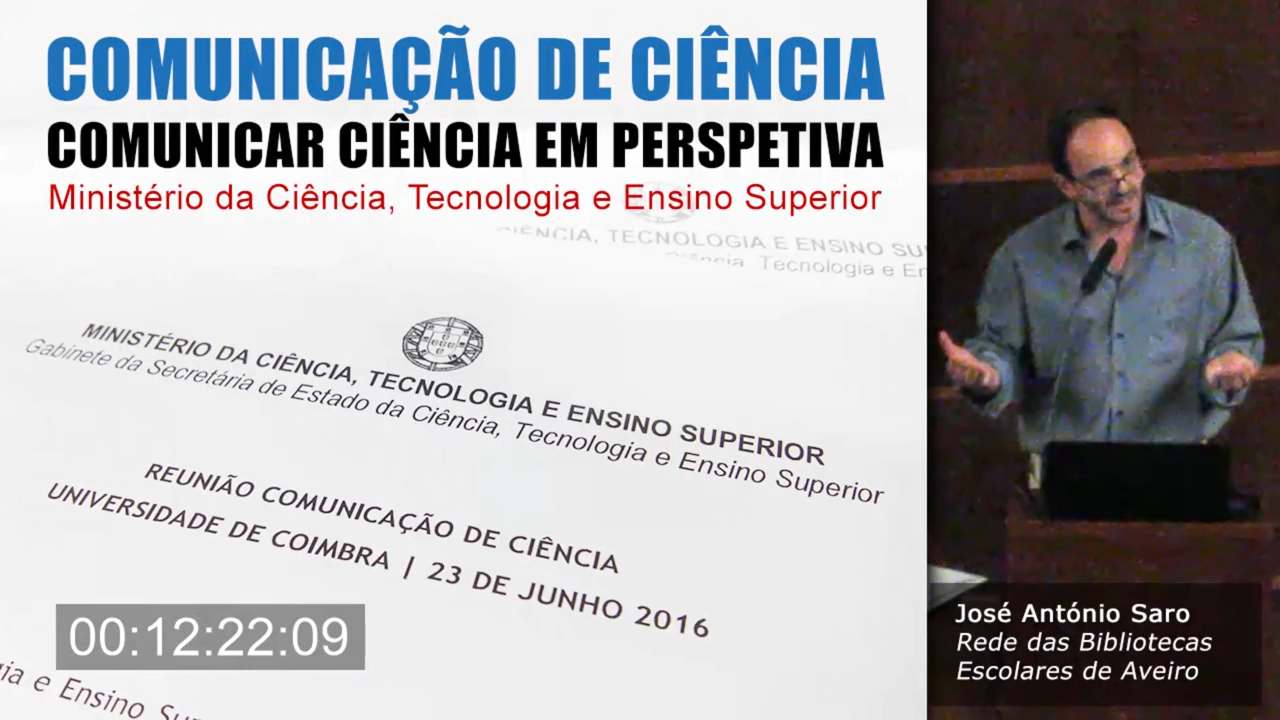 COMUNICAÇÃO DE CIÊNCIA
COMUNICAR CIÊNCIA EM PERSPETIVA
Ministério da Ciência, Tecnologia e Ensino Superior
CIÊNCIA, TECNOLOGIA E ENSINO SU
Ciência, Tecnologia e En
MINISTÉRIO DA CIÊNCIA, TECNOLOGIA E ENSINO SUPERIOR
Gabinete da Secretária de Estado da Ciência, Tecnologia e Ensino Superior
REUNIÃO COMUNICAÇÃO DE CIÊNCIA
UNIVERSIDADE DE COIMBRA | 23 DE JUNHO 2016
00:12:22:09
gia e Ensino Su
José António Saro
Rede das Bibliotecas
Escolares de Aveiro